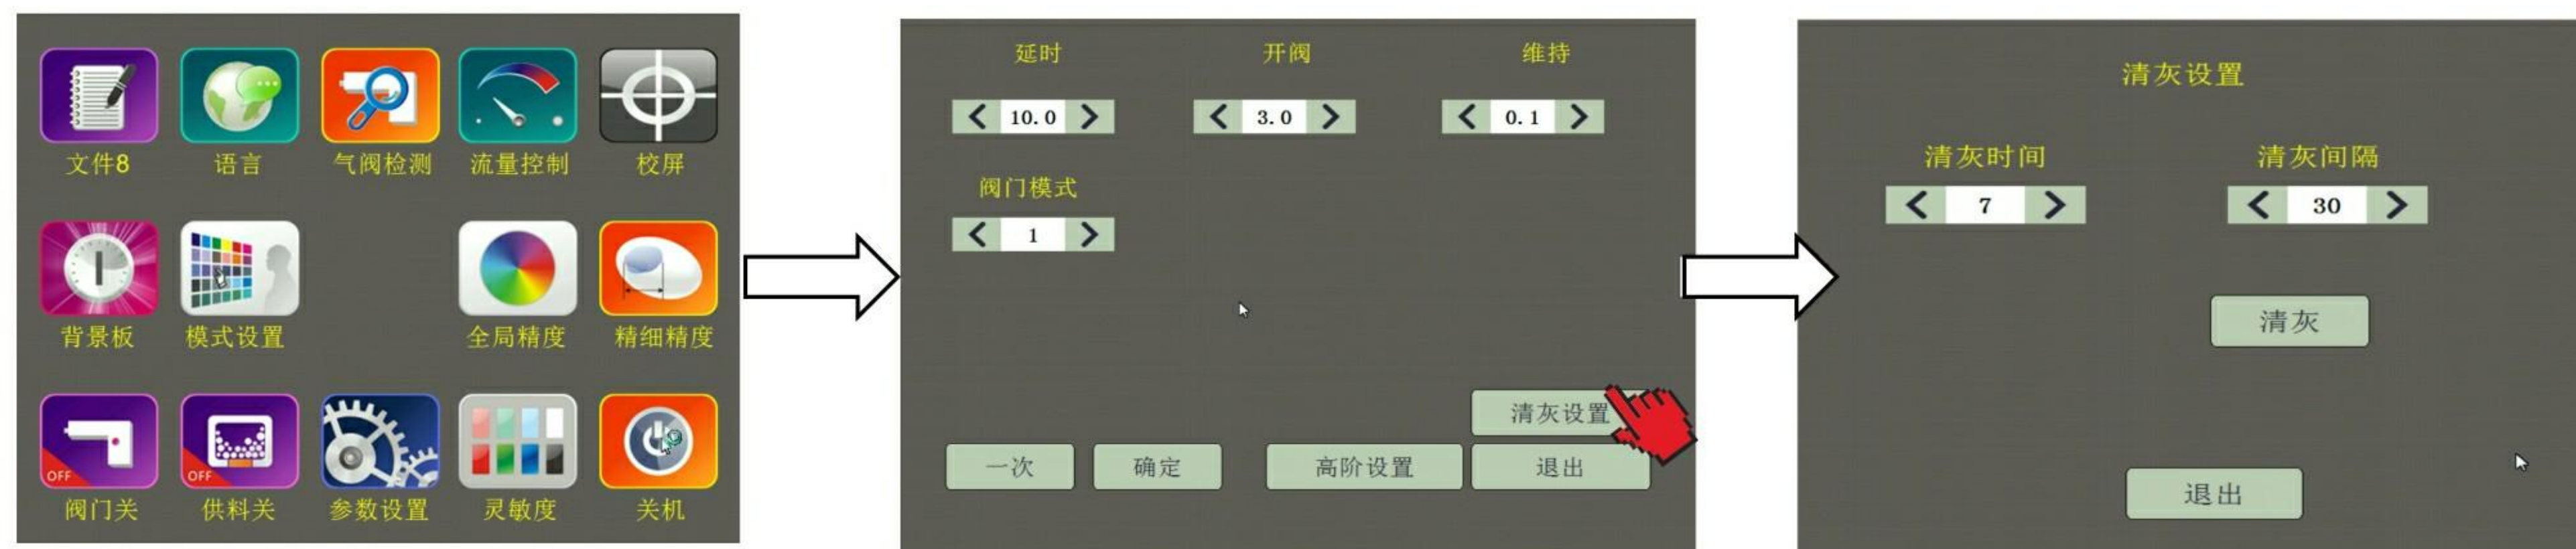 文件8 语言 气阀检测 流量控制 校屏
背景板 模式设置 全局精度 精细精度
OFF OFF
阀门关 供料关 参数设置 灵敏度 关机
延时 开阀 维持
10.0 3.0 0.1
阀门模式
1
清灰设置
一次 确定 高阶设置 退出
清灰设置
清灰时间 清灰间隔
7 30
清灰
退出